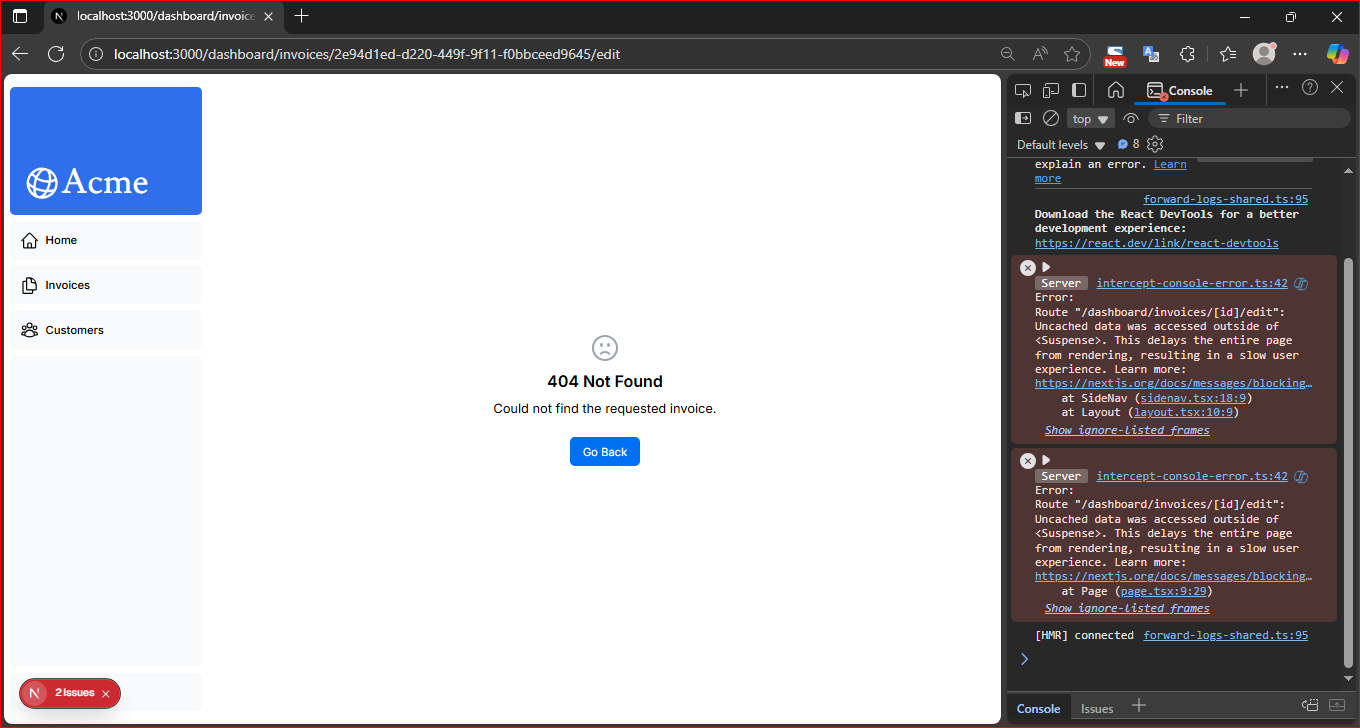 localhost:3000/dashboard/invoice
localhost:3000/dashboard/invoices/2e94d1ed-d220-449f-9f11-f0bbceed9645/edit
New
Acme
Home
Invoices
Customers
404 Not Found
Could not find the requested invoice.
Go Back
N
2 Issues
Console
top
Filter
Default levels
8
explain an error. Learn
more
forward-logs-shared.ts:95
Download the React DevTools for a better
development experience:
https://react.dev/link/react-devtools
Server intercept-console-error.ts:42
Error:
Route "/dashboard/invoices/[id]/edit":
Uncached data was accessed outside of
<Suspense>. This delays the entire page
from rendering, resulting in a slow user
experience. Learn more:
https://nextjs.org/docs/messages/blocking…
at SideNav (sidenav.tsx:18:9)
at Layout (layout.tsx:10:9)
Show ignore-listed frames
Server intercept-console-error.ts:42
Error:
Route "/dashboard/invoices/[id]/edit":
Uncached data was accessed outside of
<Suspense>. This delays the entire page
from rendering, resulting in a slow user
experience. Learn more:
https://nextjs.org/docs/messages/blocking…
at Page (page.tsx:9:29)
Show ignore-listed frames
[HMR] connected forward-logs-shared.ts:95
Console
Issues